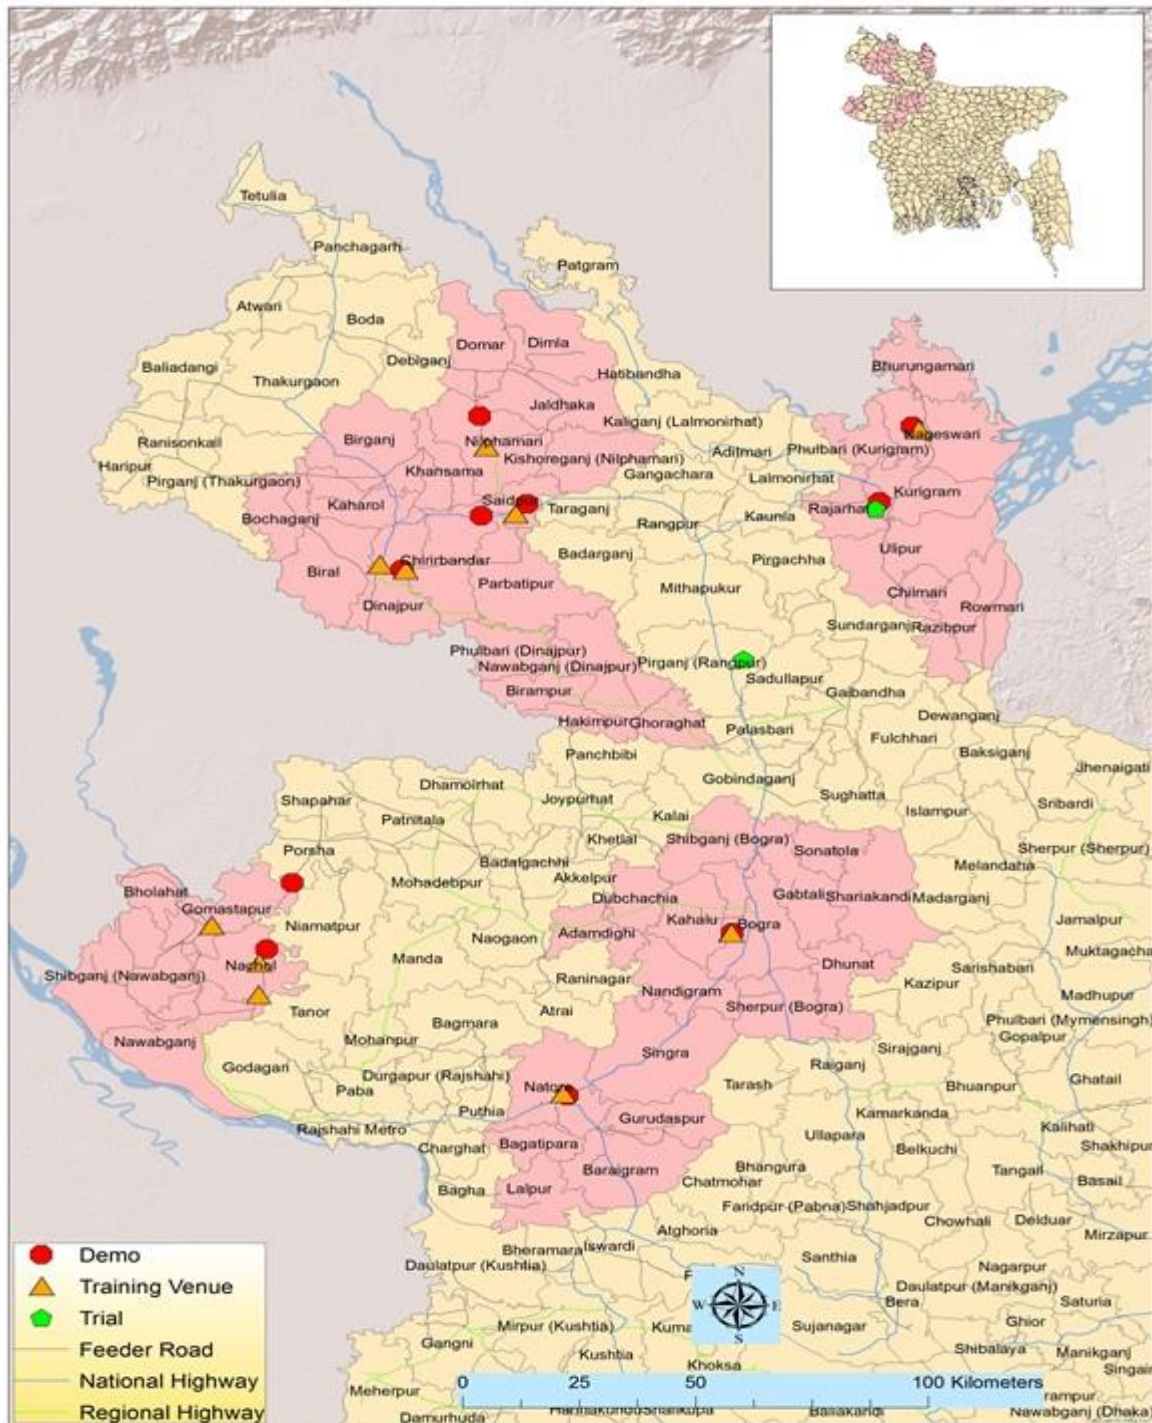 Tetulia
Panchagarh
Patgram
Atwari
Boda
Domar
Dimla
Debiganj
Baliadangi
Thakurgaon
Hatibandha
Bhurungamari
Jaldhaka
Kaliganj (Lalmonirhat)
Ranisonkail
Birganj
Nilphamari
Nageswari
Phulbari (Kurigram)
Aditmari
Kishoreganj (Nilphamari)
Haripur
Khansama
Gangachara
Lalmonirhat
Pirganj (Thakurgaon)
Kurigram
Saidpur
Kaharol
Taraganj
Rajarhat
Bochaganj
Rangpur
Kaunia
Ulipur
Badarganj
Pirgachha
Chirirbandar
Biral
Parbatipur
Mithapukur
Chilmari
Dinajpur
Rowmari
Sundarganj
Razibpur
Phulbari (Dinajpur)
Nawabganj (Dinajpur)
Pirganj (Rangpur)
Sadullapur
Birampur
Gaibandha
Hakimpur
Ghoraghat
Palasbari
Dewanganj
Fulchhari
Baksiganj
Panchbibi
Jhenaigati
Dhamoirhat
Gobindaganj
Shapahar
Joypurhat
Sughatta
Sribardi
Islampur
Patnitala
Kalai
Khetlal
Shibganj (Bogra)
Sonatola
Sherpur (Sherpur)
Porsha
Badalgachhi
Melandaha
Akkelpur
Mohadebpur
Bholahat
Dubchachia
Gabtali
Shariakandi
Madarganj
Gomastapur
Niamatpur
Kahalu
Bogra
Jamalpur
Adamdighi
Naogaon
Muktagacha
Manda
Nachol
Dhunat
Sarishabari
Shibganj (Nawabganj)
Raninagar
Kazipur
Nandigram
Madhupur
Sherpur (Bogra)
Tanor
Atrai
Phulbari (Mymensingh)
Bagmara
Gopalpur
Nawabganj
Mohanpur
Sirajganj
Singra
Raiganj
Godagari
Durgapur (Rajshahi)
Ghatail
Paba
Natore
Tarash
Bhuanpur
Puthia
Kamarkanda
Gurudaspur
Rajshahi Metro
Kalihati
Ullapara
Bagatipara
Charghat
Belkuchi
Shakhipur
Baraigram
Bhangura
Tangail
Chatmohar
Basail
Bagha
Lalpur
Faridpur (Pabna)
Shahjadpur
Chowhali
Delduar
Atghoria
Mirzapur
Bheramara
Iswardi
Santhia
Daulatpur (Kushtia)
Nagarpur
Daulatpur (Manikganj)
Bera
Saturia
Mirpur (Kushtia)
Sujanagar
Ghior
Gangni
Kushtia
Shibalaya
Manikganj
Khoksa
Meherpur
Damurhuda
Nawabganj (Dhaka)
N
W E
S
0 25 50 100 Kilometers
Demo
Training Venue
Trial
Feeder Road
National Highway
Regional Highway